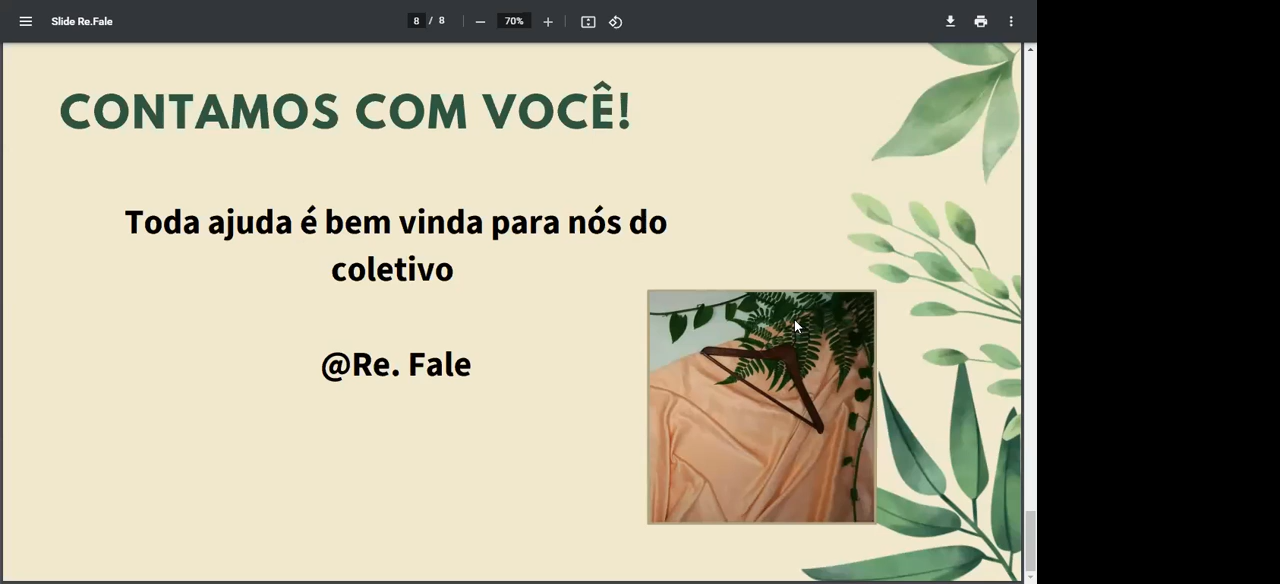 Slide Re.Fale
8 / 8
70%
CONTAMOS COM VOCÊ!
Toda ajuda é bem vinda para nós do
coletivo
@Re. Fale